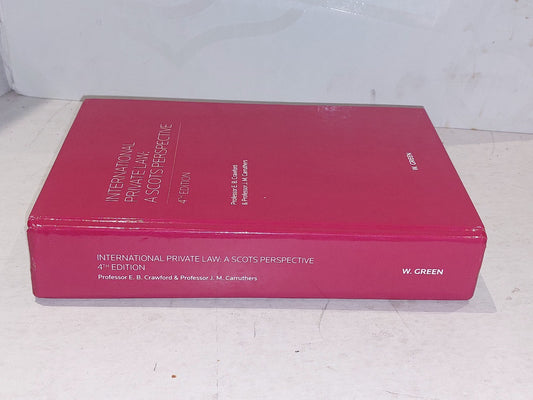 INTERNATIONAL
PRIVATE LAW:
A SCOTS PERSPECTIVE
4TH EDITION
Professor E. B. Crawford
& Professor J. M. Carruthers
W. GREEN
INTERNATIONAL PRIVATE LAW: A SCOTS PERSPECTIVE
4TH EDITION
Professor E. B. Crawford & Professor J. M. Carruthers
W. GREEN